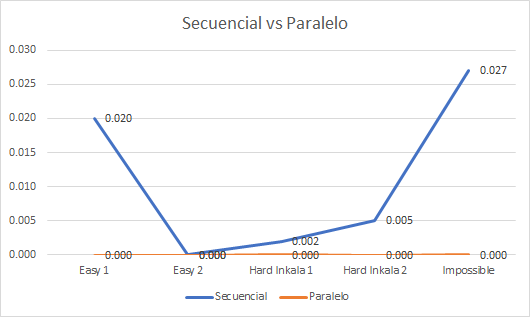 Secuencial vs Paralelo
0.030
0.025
0.020
0.015
0.010
0.005
0.000
0.020
0.000
0.002
0.005
0.027
0.000
0.000
0.000
0.000
0.000
Easy 1
Easy 2
Hard Inkala 1
Hard Inkala 2
Impossible
Secuencial
Paralelo